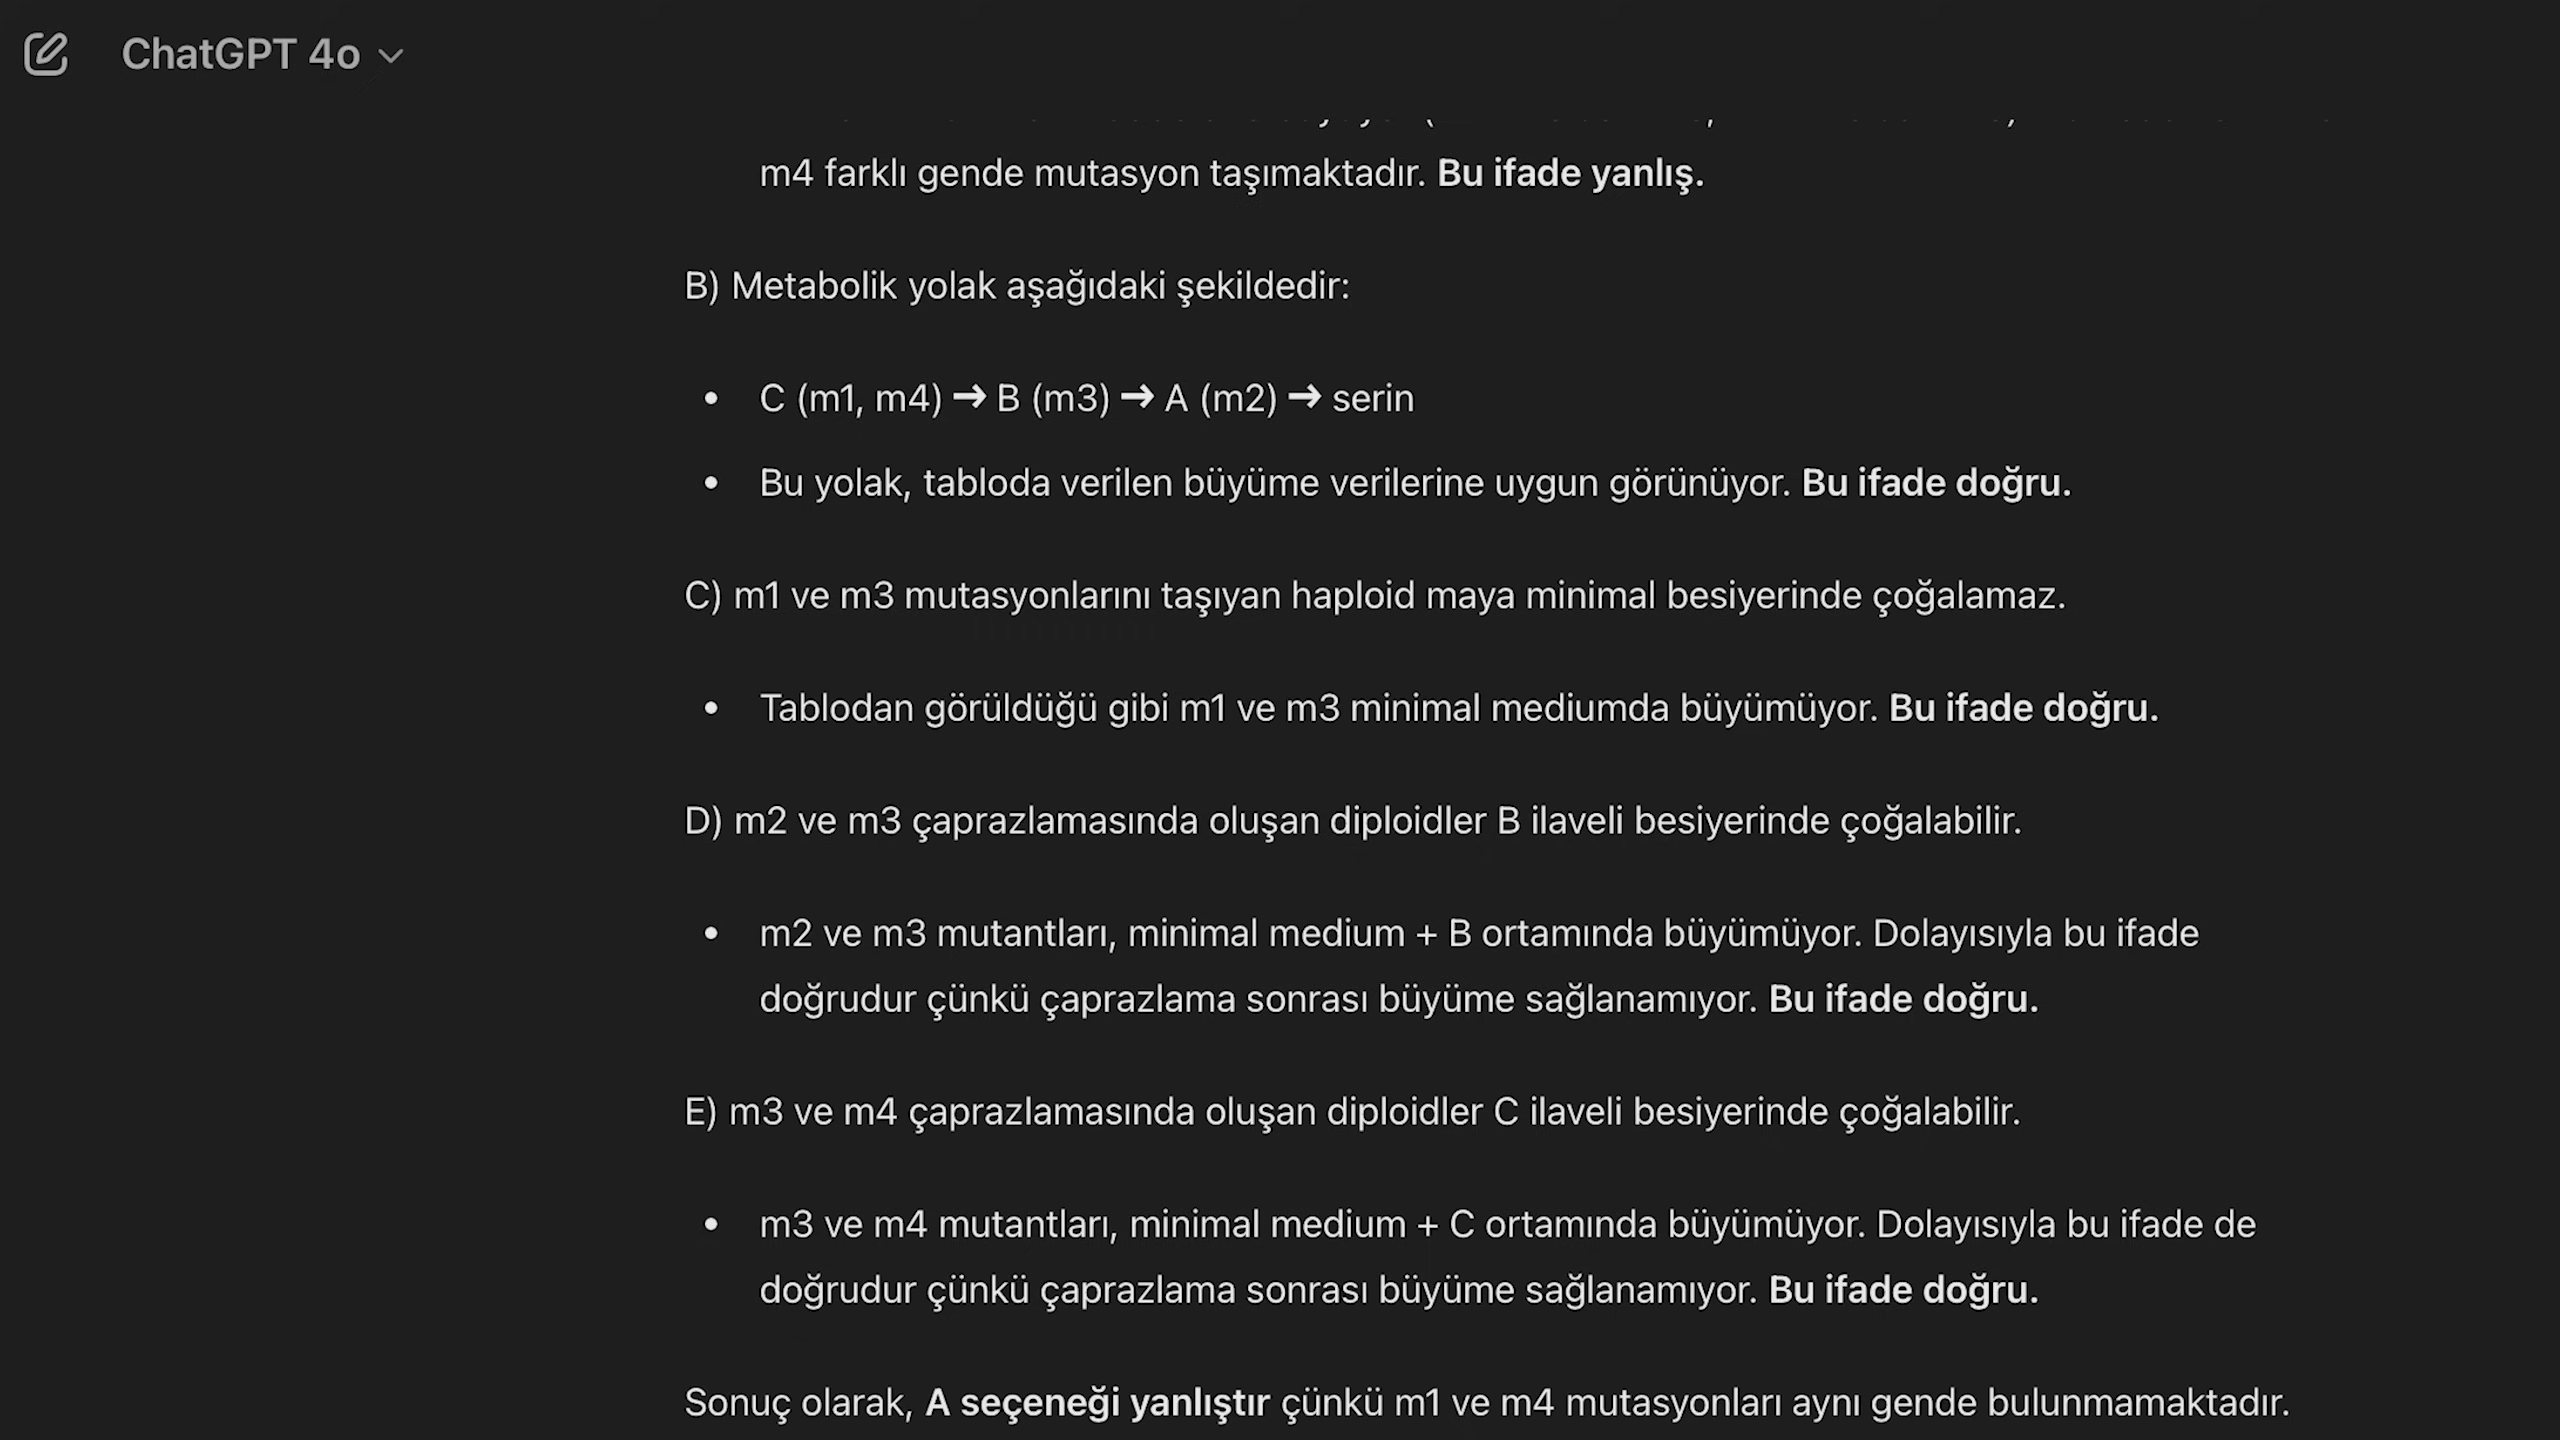 ChatGPT 4o
m4 farklı gende mutasyon taşımaktadır. Bu ifade yanlış.
B) Metabolik yolak aşağıdaki şekildedir:
• C (m1, m4) → B (m3) → A (m2) → serin
• Bu yolak, tabloda verilen büyüme verilerine uygun görünüyor. Bu ifade doğru.
C) m1 ve m3 mutasyonlarını taşıyan haploid maya minimal besiyerinde çoğalamaz.
• Tablodan görüldüğü gibi m1 ve m3 minimal mediumda büyümüyor. Bu ifade doğru.
D) m2 ve m3 çaprazlamasında oluşan diploidler B ilaveli besiyerinde çoğalabilir.
• m2 ve m3 mutantları, minimal medium + B ortamında büyümüyor. Dolayısıyla bu ifade
doğrudur çünkü çaprazlama sonrası büyüme sağlanamıyor. Bu ifade doğru.
E) m3 ve m4 çaprazlamasında oluşan diploidler C ilaveli besiyerinde çoğalabilir.
• m3 ve m4 mutantları, minimal medium + C ortamında büyümüyor. Dolayısıyla bu ifade de
doğrudur çünkü çaprazlama sonrası büyüme sağlanamıyor. Bu ifade doğru.
Sonuç olarak, A seçeneği yanlıştır çünkü m1 ve m4 mutasyonları aynı gende bulunmamaktadır.